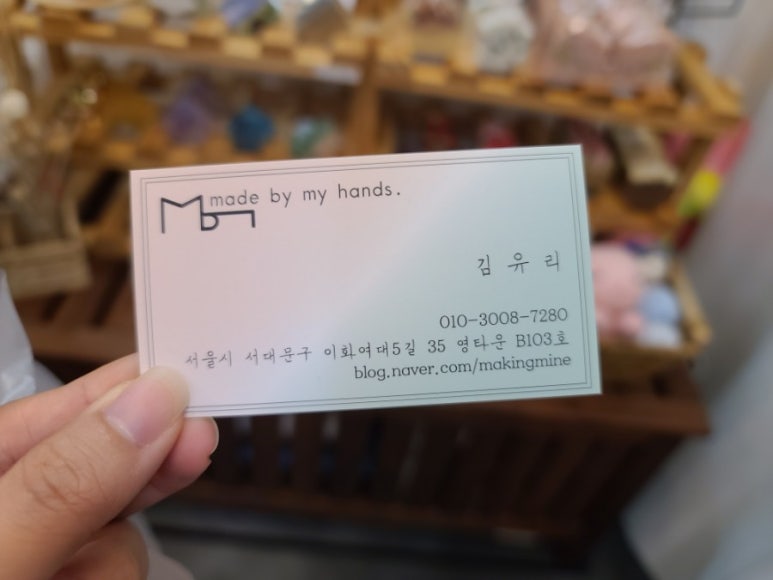 Mbh made by my hands.
김 유 리
010-3008-7280
서울시 서대문구 이화여대5길 35 영타운 B103호
blog.naver.com/makingmine